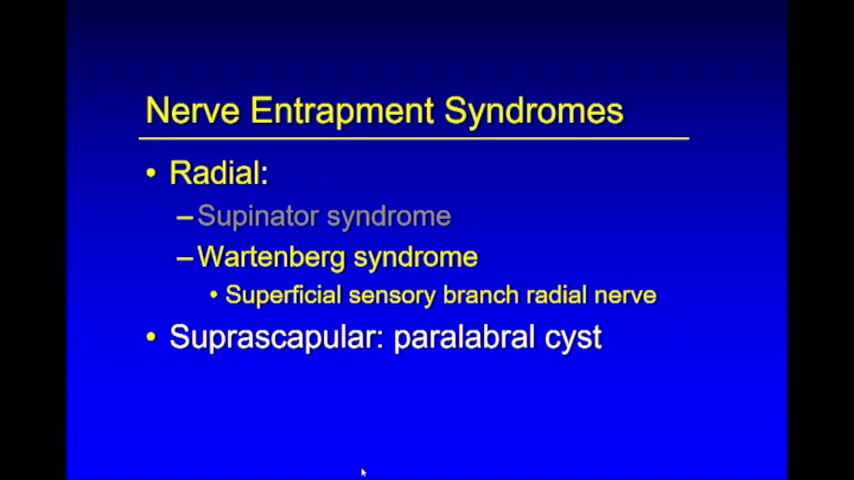 Nerve Entrapment Syndromes
• Radial:
–Supinator syndrome
–Wartenberg syndrome
• Superficial sensory branch radial nerve
• Suprascapular: paralabral cyst